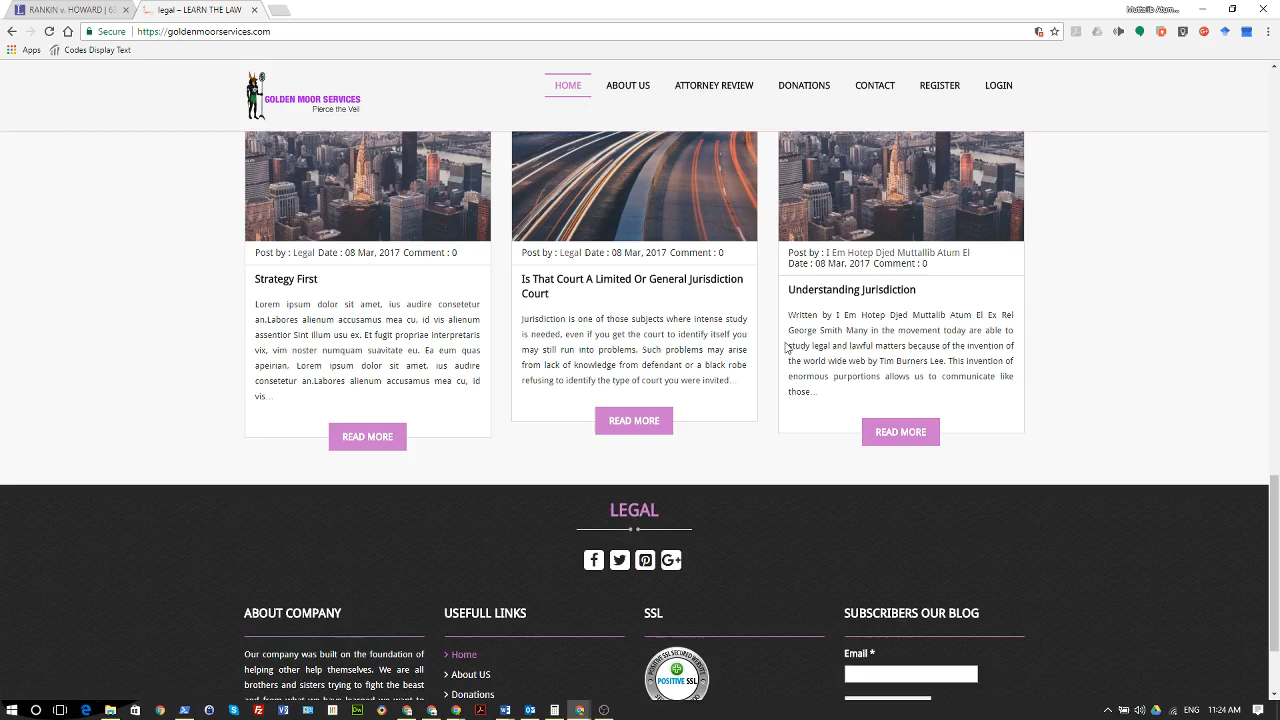 RANKIN v. HOWARD | 63
legal – LEARN THE LAW
Muttalib Atum...
Secure
https://goldenmoorservices.com
Apps
Codes Display Text
GOLDEN MOOR SERVICES
Pierce the Veil
HOME
ABOUT US
ATTORNEY REVIEW
DONATIONS
CONTACT
REGISTER
LOGIN
Post by : Legal Date : 08 Mar, 2017 Comment : 0
Strategy First
Lorem ipsum dolor sit amet, ius audire consetetur
an.Labores alienum accusamus mea cu, id vis alienum
assentior Sint illum usu ex. Et fugit propriae interpretaris
vix, vim noster numquam suavitate eu. Ea eum quas
apeirian, Lorem ipsum dolor sit amet, ius audire
consetetur an.Labores alienum accusamus mea cu, id
vis…
READ MORE
Post by : Legal Date : 08 Mar, 2017 Comment : 0
Is That Court A Limited Or General Jurisdiction
Court
Jurisdiction is one of those subjects where intense study
is needed, even if you get the court to identify itself you
may still run into problems. Such problems may arise
from lack of knowledge from defendant or a black robe
refusing to identify the type of court you were invited…
READ MORE
Post by : I Em Hotep Djed Muttallib Atum El
Date : 08 Mar, 2017 Comment : 0
Understanding Jurisdiction
Written by I Em Hotep Djed Muttalib Atum El Ex Rel
George Smith Many in the movement today are able to
study legal and lawful matters because of the invention of
the world wide web by Tim Burners Lee. This invention of
enormous purportions allows us to communicate like
those…
READ MORE
LEGAL
ABOUT COMPANY
Our company was built on the foundation of
helping other help themselves. We are all
brothers and sisters trying to fight the beast
USEFULL LINKS
Home
About US
Donations
SSL
POSITIVE SSL SECURED WEBSITE
POSITIVE SSL
SUBSCRIBERS OUR BLOG
Email *
ENG
11:24 AM